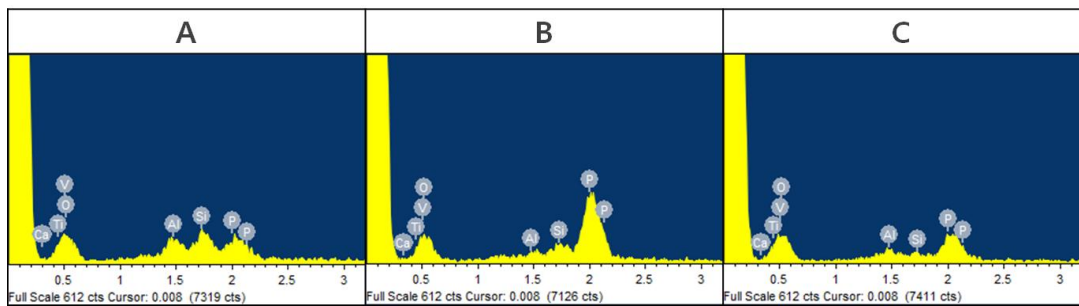 A B C
V O V O Ti Ca Al Si P P
O V Ti Ca Al Si P P
O V Ti Ca Al Si P P
0.5 1 1.5 2 2.5 3 0.5 1 1.5 2 2.5 3 0.5 1 1.5 2 2.5 3
Full Scale 612 cts Cursor: 0.008 (7319 cts) Full Scale 612 cts Cursor: 0.008 (7126 cts) Full Scale 612 cts Cursor: 0.008 (7411 cts)